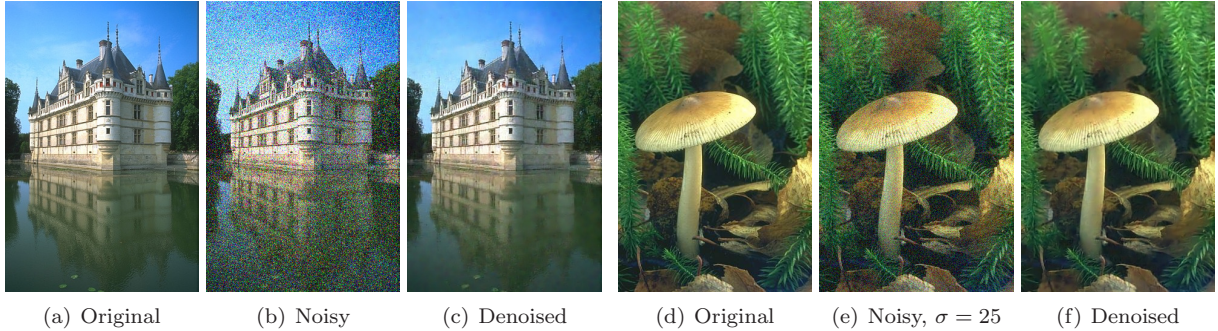 (a) Original
(b) Noisy
(c) Denoised
(d) Original
(e) Noisy, σ = 25
(f) Denoised